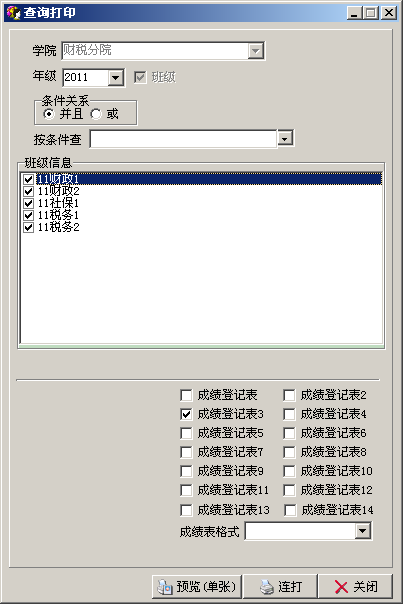 查询打印
学院 财税分院
年级 2011 班级
条件关系
并且 或
按条件查
班级信息
11财政1
11财政2
11社保1
11税务1
11税务2
成绩登记表 成绩登记表2
成绩登记表3 成绩登记表4
成绩登记表5 成绩登记表6
成绩登记表7 成绩登记表8
成绩登记表9 成绩登记表10
成绩登记表11 成绩登记表12
成绩登记表13 成绩登记表14
成绩表格式
预览(单张) 连打 关闭